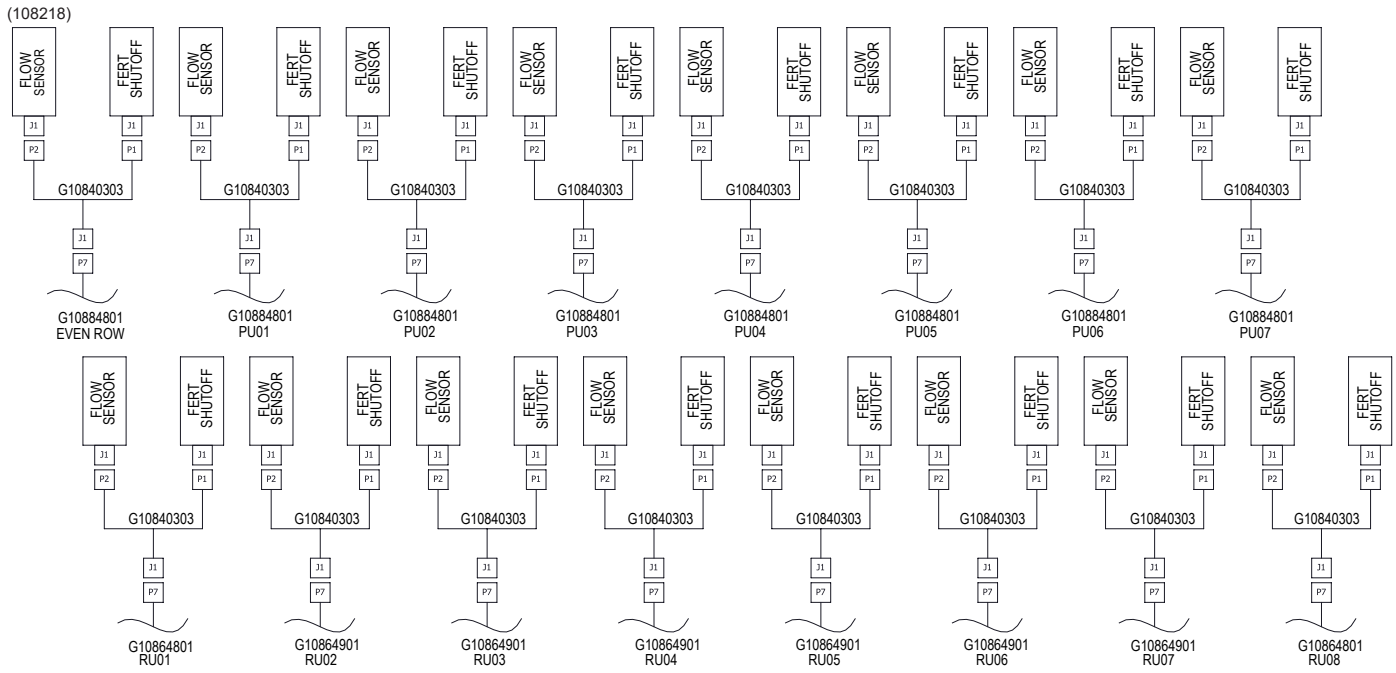 (108218)
FLOW SENSOR FERT SHUTOFF FLOW SENSOR FERT SHUTOFF FLOW SENSOR FERT SHUTOFF FLOW SENSOR FERT SHUTOFF FLOW SENSOR FERT SHUTOFF FLOW SENSOR FERT SHUTOFF FLOW SENSOR FERT SHUTOFF FLOW SENSOR FERT SHUTOFF
J1 J1 J1 J1 J1 J1 J1 J1 J1 J1 J1 J1 J1 J1 J1 J1
P2 P1 P2 P1 P2 P1 P2 P1 P2 P1 P2 P1 P2 P1 P2 P1
G10840303 G10840303 G10840303 G10840303 G10840303 G10840303 G10840303 G10840303
J1 J1 J1 J1 J1 J1 J1 J1
P7 P7 P7 P7 P7 P7 P7 P7
G10884801 G10884801 G10884801 G10884801 G10884801 G10884801 G10884801 G10884801
EVEN ROW PU01 PU02 PU03 PU04 PU05 PU06 PU07
FLOW SENSOR FERT SHUTOFF FLOW SENSOR FERT SHUTOFF FLOW SENSOR FERT SHUTOFF FLOW SENSOR FERT SHUTOFF FLOW SENSOR FERT SHUTOFF FLOW SENSOR FERT SHUTOFF FLOW SENSOR FERT SHUTOFF FLOW SENSOR FERT SHUTOFF
J1 J1 J1 J1 J1 J1 J1 J1 J1 J1 J1 J1 J1 J1 J1 J1
P2 P1 P2 P1 P2 P1 P2 P1 P2 P1 P2 P1 P2 P1 P2 P1
G10840303 G10840303 G10840303 G10840303 G10840303 G10840303 G10840303 G10840303
J1 J1 J1 J1 J1 J1 J1 J1
P7 P7 P7 P7 P7 P7 P7 P7
G10864801 G10864901 G10864901 G10864901 G10864901 G10864901 G10864901 G10864801
RU01 RU02 RU03 RU04 RU05 RU06 RU07 RU08